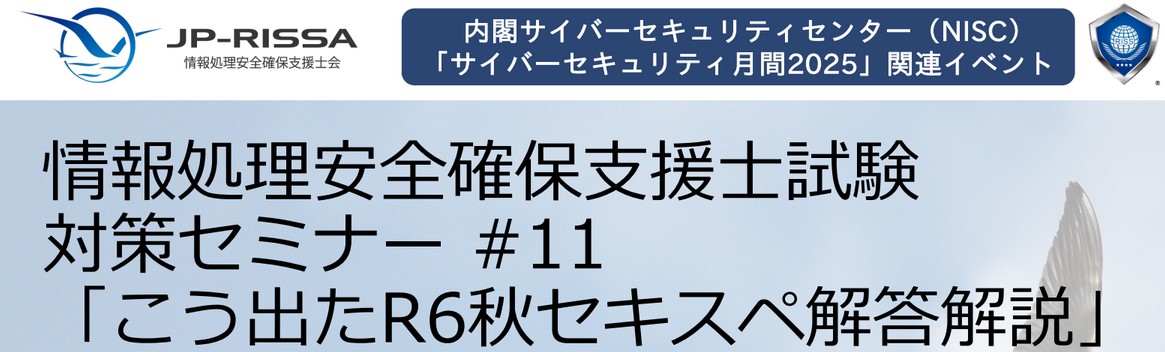 JP-RISSA
情報処理安全確保支援士会
内閣サイバーセキュリティセンター（NISC）
「サイバーセキュリティ月間2025」関連イベント
RISS
®
情報処理安全確保支援士試験
対策セミナー #11
「こう出たR6秋セキスペ解答解説」